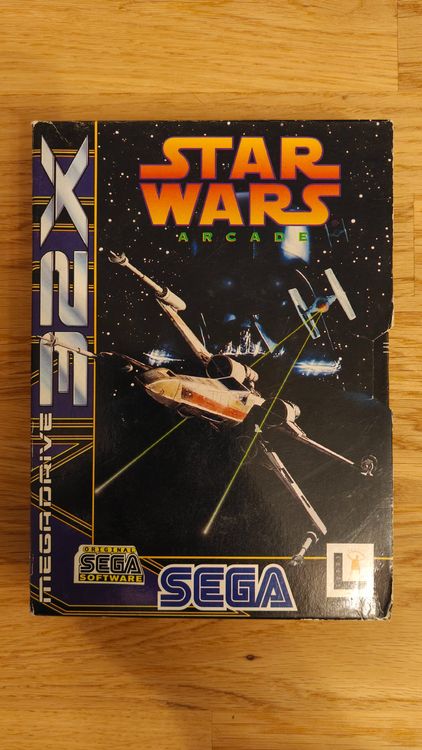 STAR
WARS
ARCADE
MEGADRIVE 32X
ORIGINAL
SEGA
SOFTWARE
SEGA
L